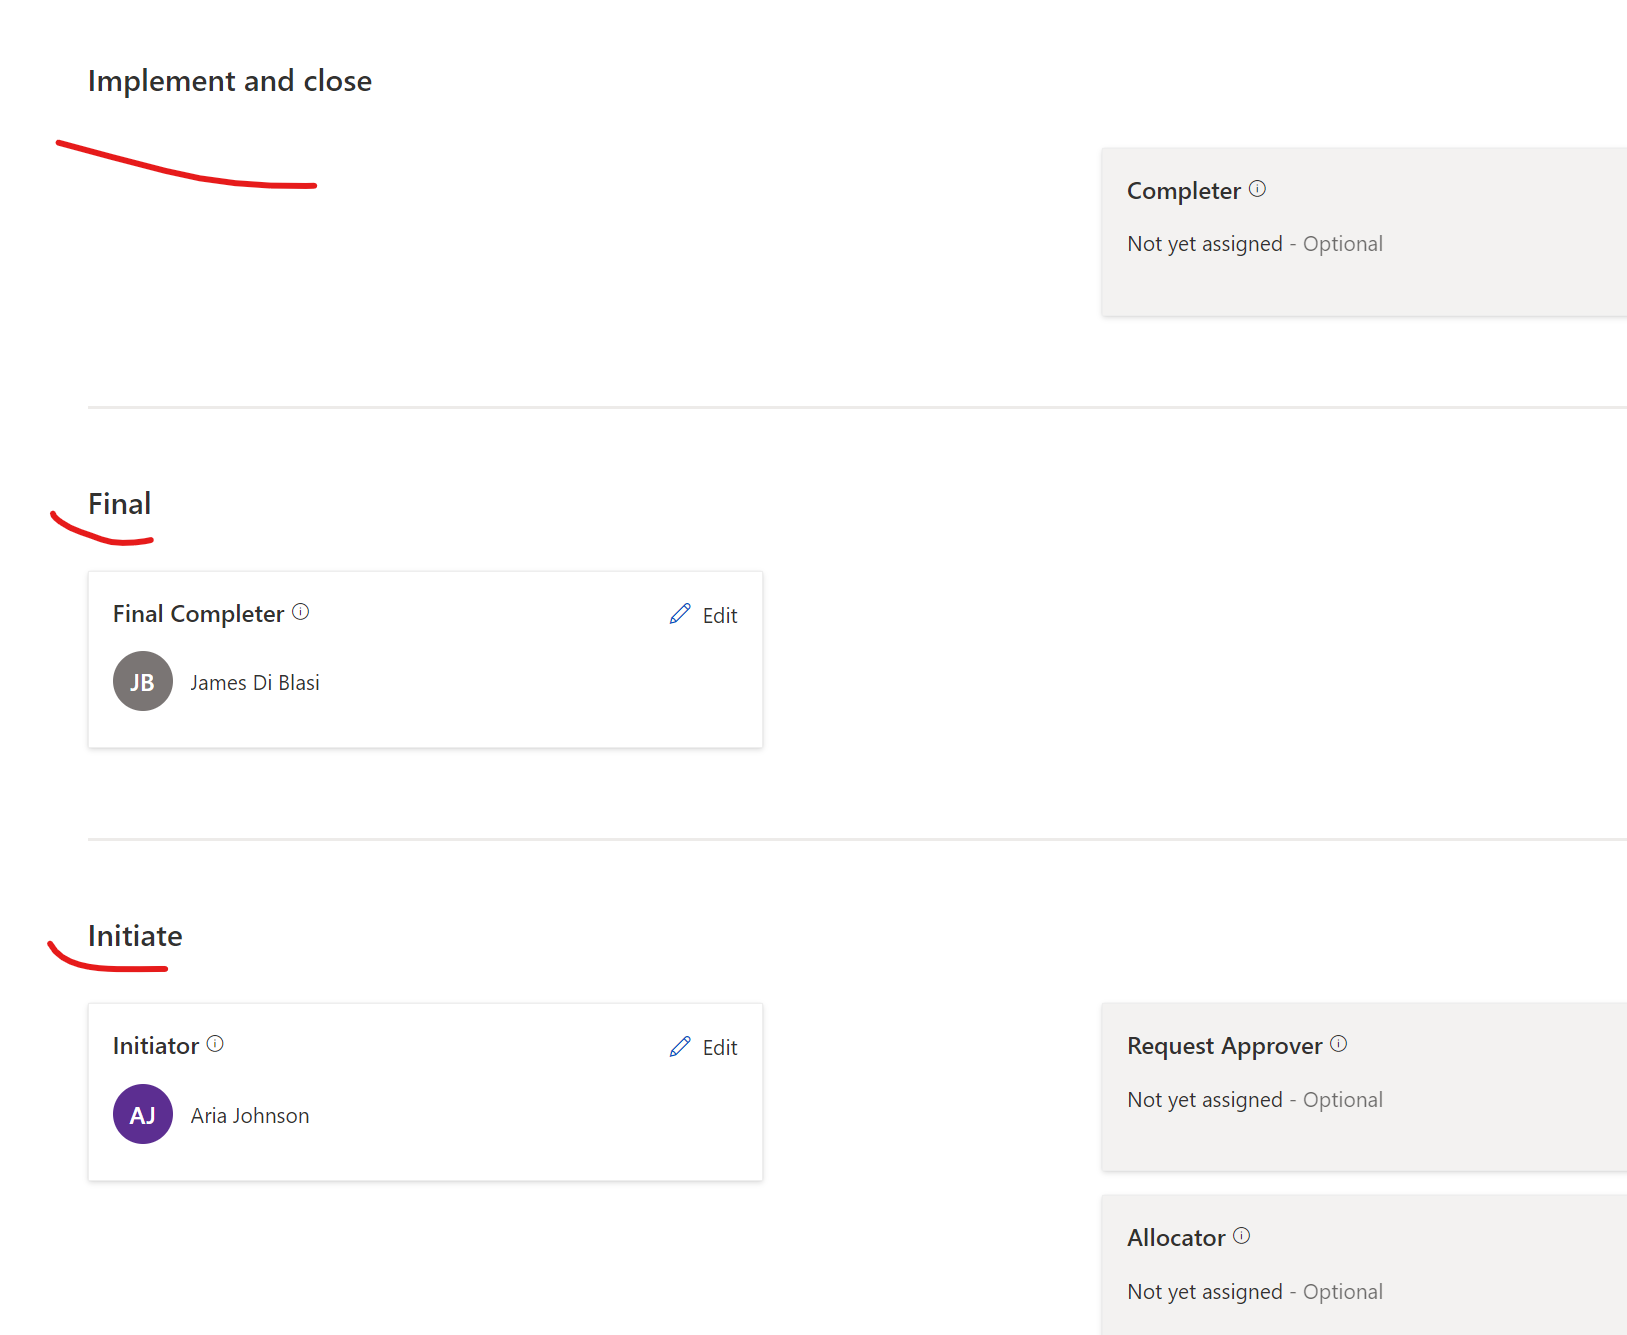 Implement and close
Completer
Not yet assigned - Optional
Final
Final Completer
Edit
JB
James Di Blasi
Initiate
Initiator
Edit
AJ
Aria Johnson
Request Approver
Not yet assigned - Optional
Allocator
Not yet assigned - Optional